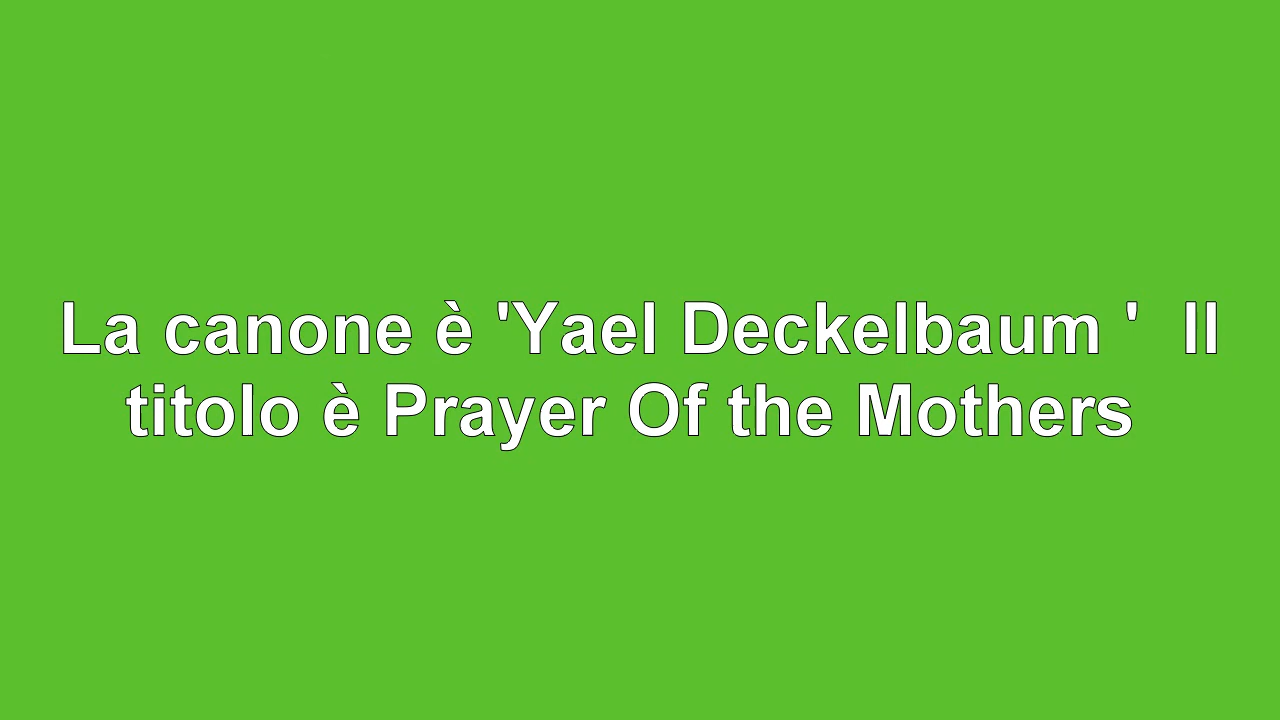 La canone è 'Yael Deckelbaum '  Il
titolo è Prayer Of the Mothers